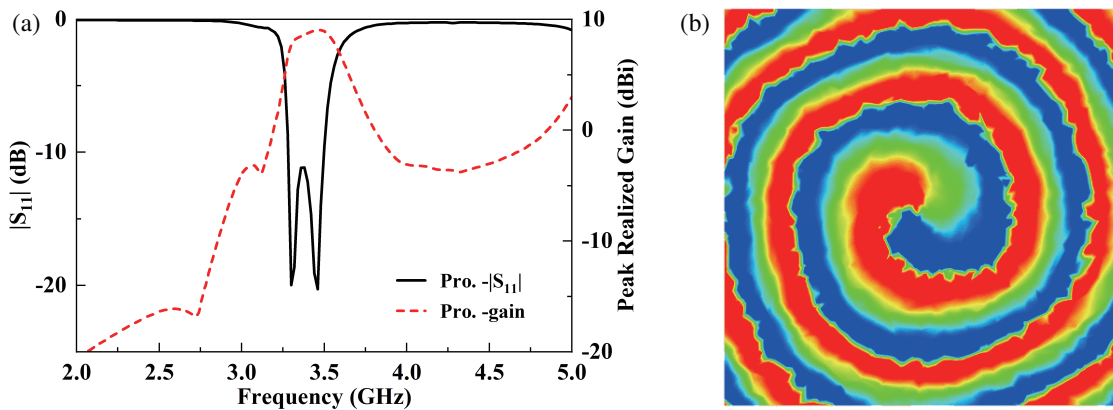 (a)
0
-10
-20
|S11| (dB)
10
0
-10
-20
Peak Realized Gain (dBi)
Pro. -|S11|
Pro. -gain
2.0 2.5 3.0 3.5 4.0 4.5 5.0
Frequency (GHz)
(b)